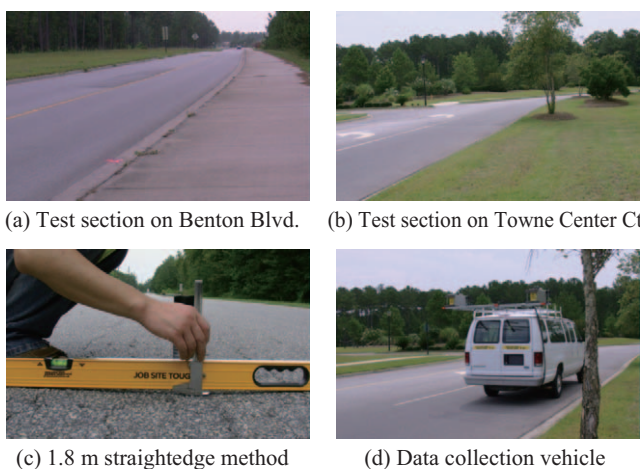 (a) Test section on Benton Blvd.
(b) Test section on Towne Center Ct
JOB SITE TOUG
(c) 1.8 m straightedge method
(d) Data collection vehicle